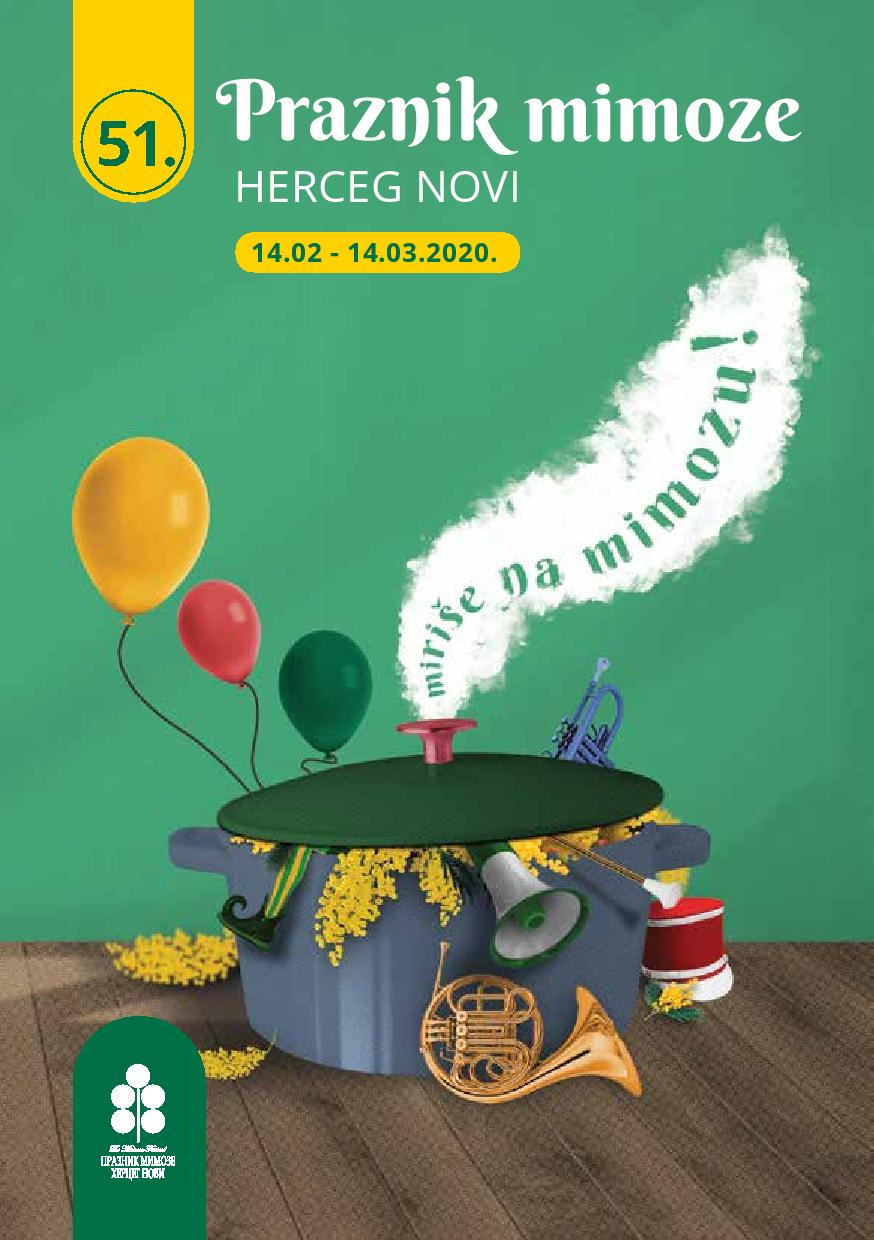 51.
Praznik mimoze
HERCEG NOVI
14.02 - 14.03.2020.
miriše na mimozu!
ПРАЗНИК МИМОЗЕ
ХЕРЦЕГ НОВИ